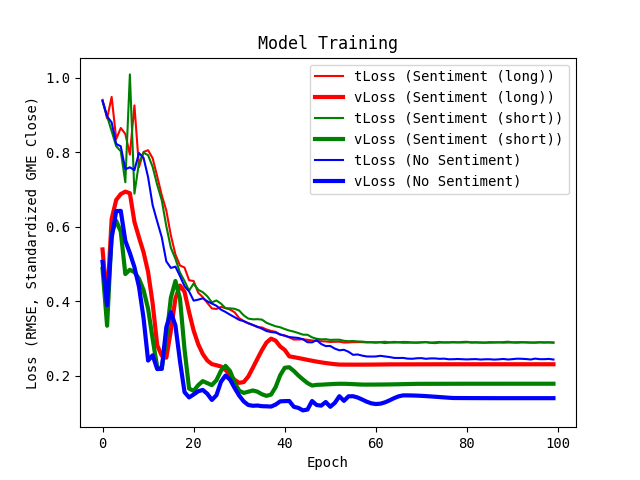 Model Training
tLoss (Sentiment (long))
vLoss (Sentiment (long))
tLoss (Sentiment (short))
vLoss (Sentiment (short))
tLoss (No Sentiment)
vLoss (No Sentiment)
Loss (RMSE, Standardized GME Close)
1.0
0.8
0.6
0.4
0.2
0 20 40 60 80 100
Epoch